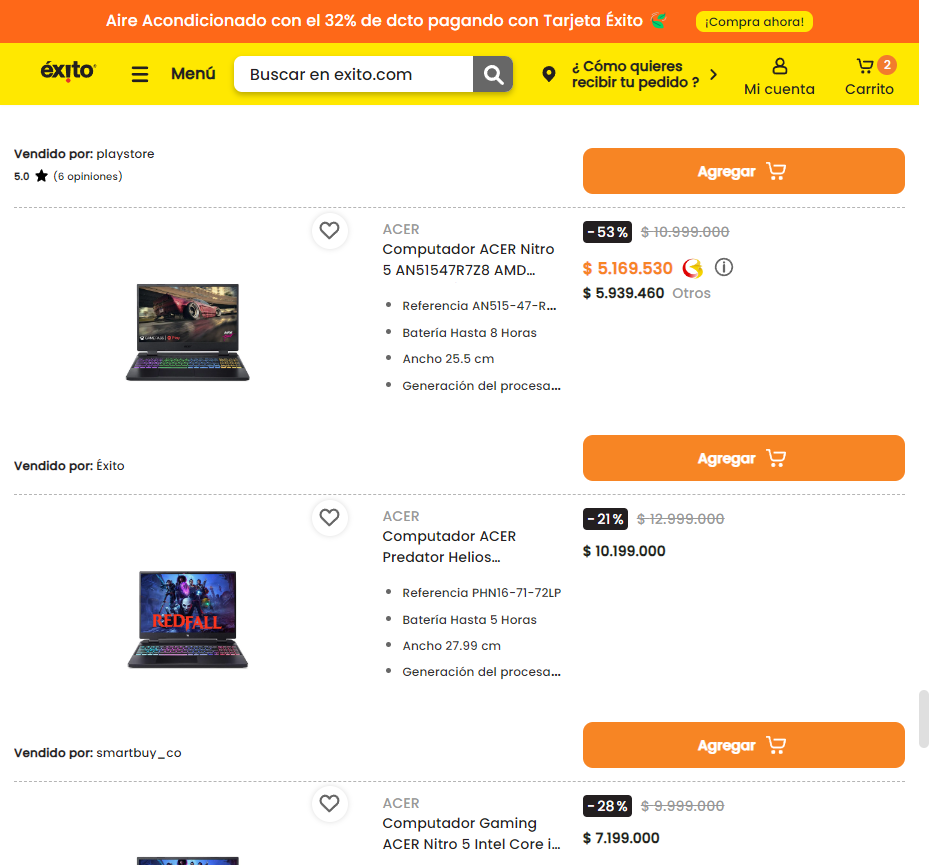 Aire Acondicionado con el 32% de dcto pagando con Tarjeta Éxito
¡Compra ahora!
éxito
Menú
Buscar en exito.com
¿ Cómo quieres
recibir tu pedido ?
Mi cuenta
2
Carrito
Vendido por: playstore
5.0 (6 opiniones)
Agregar
ACER
Computador ACER Nitro
5 AN51547R7Z8 AMD...
Referencia AN515-47-R...
Batería Hasta 8 Horas
Ancho 25.5 cm
Generación del procesa...
-53% $ 10.999.000
$ 5.169.530
$ 5.939.460 Otros
Vendido por: Éxito
Agregar
ACER
Computador ACER
Predator Helios...
Referencia PHN16-71-72LP
Batería Hasta 5 Horas
Ancho 27.99 cm
Generación del procesa...
-21% $ 12.999.000
$ 10.199.000
REDFALL
Vendido por: smartbuy_co
Agregar
ACER
Computador Gaming
ACER Nitro 5 Intel Core i...
-28% $ 9.999.000
$ 7.199.000